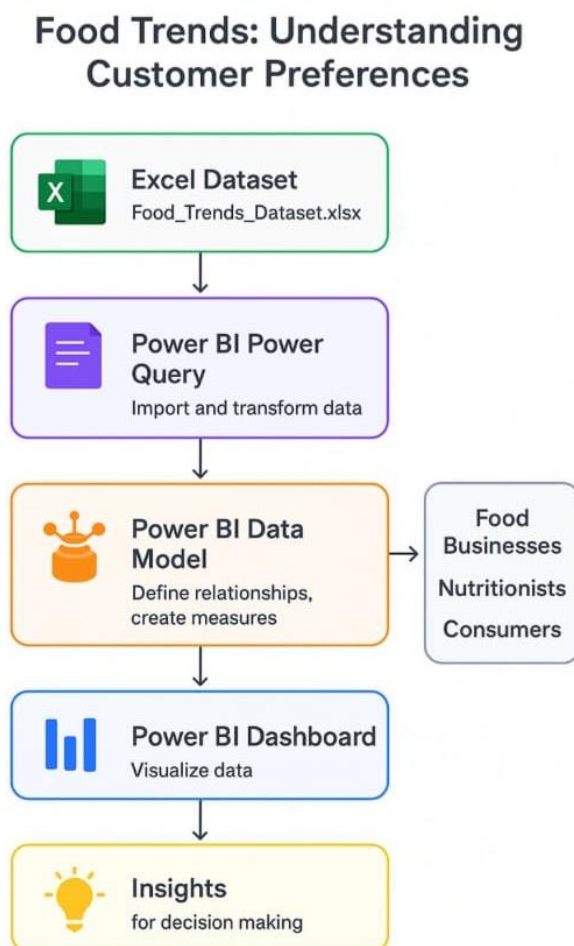 Food Trends: Understanding
Customer Preferences
X
Excel Dataset
Food_Trends_Dataset.xlsx
Power BI Power
Query
Import and transform data
Power BI Data
Model
Define relationships,
create measures
Food
Businesses
Nutritionists
Consumers
Power BI Dashboard
Visualize data
Insights
for decision making